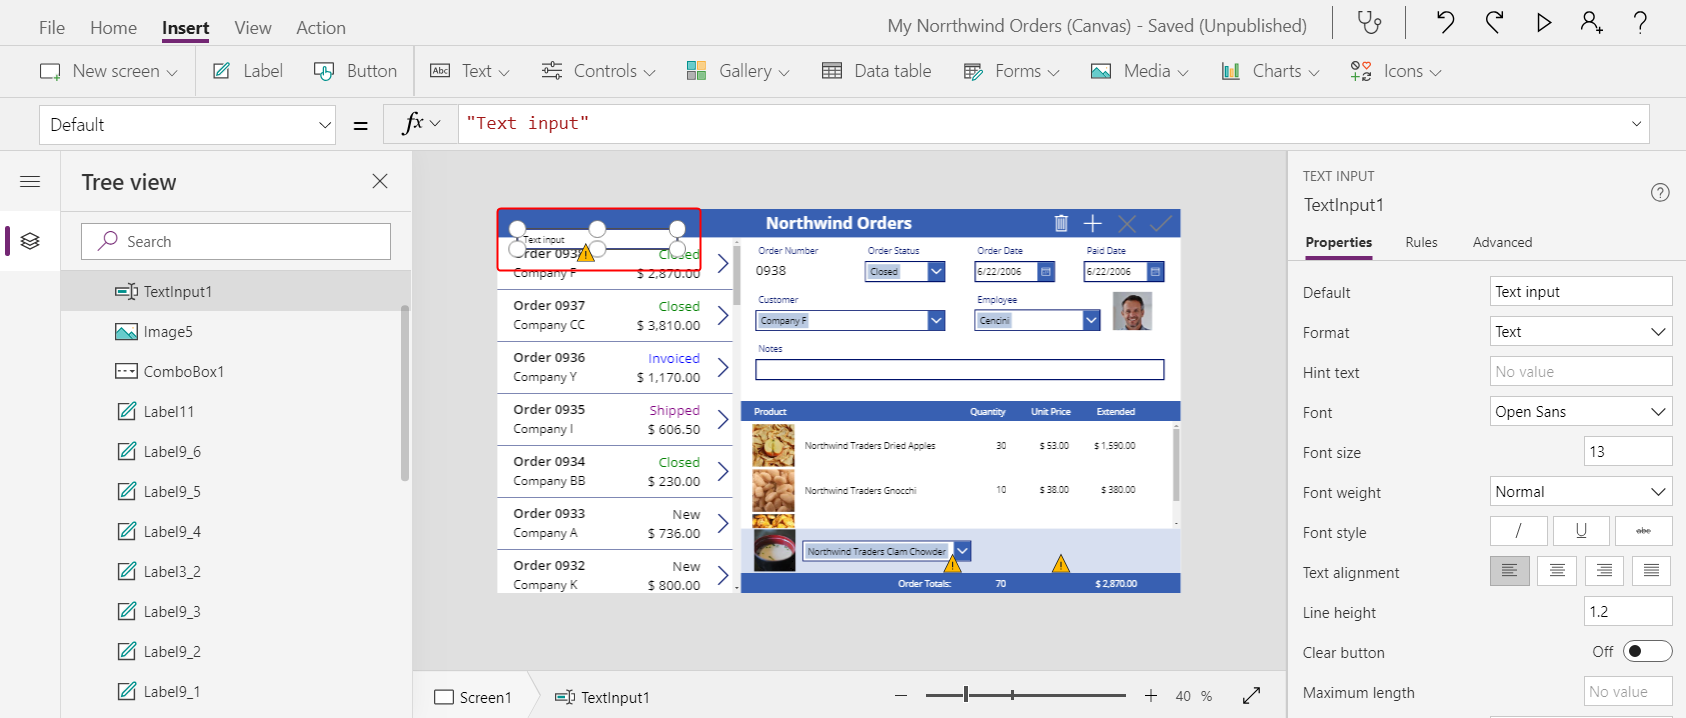 File Home Insert View Action
My Norrthwind Orders (Canvas) - Saved (Unpublished)
New screen Label Button Abc Text Controls Gallery Data table Forms Media Charts Icons
Default = fx "Text input"
Tree view
Search
TextInput1
Image5
ComboBox1
Label11
Label9_6
Label9_5
Label9_4
Label3_2
Label9_3
Label9_2
Label9_1
Northwind Orders
Text input
Order 0938 Closed
Company F $ 2,870.00
Order 0937 Closed
Company CC $ 3,810.00
Order 0936 Invoiced
Company Y $ 1,170.00
Order 0935 Shipped
Company I $ 606.50
Order 0934 Closed
Company BB $ 230.00
Order 0933 New
Company A $ 736.00
Order 0932 New
Company K $ 800.00
Order Number Order Status Order Date Paid Date
0938 Closed 6/22/2006 6/22/2006
Customer Employee
Company F Cencini
Notes
Product Quantity Unit Price Extended
Northwind Traders Dried Apples 30 $ 53.00 $ 1,590.00
Northwind Traders Gnocchi 10 $ 38.00 $ 380.00
Northwind Traders Clam Chowder
Order Totals: 70 $ 2,870.00
Screen1 TextInput1
40 %
TEXT INPUT
TextInput1
Properties Rules Advanced
Default Text input
Format Text
Hint text No value
Font Open Sans
Font size 13
Font weight Normal
Font style / U abc
Text alignment
Line height 1.2
Clear button Off
Maximum length No value